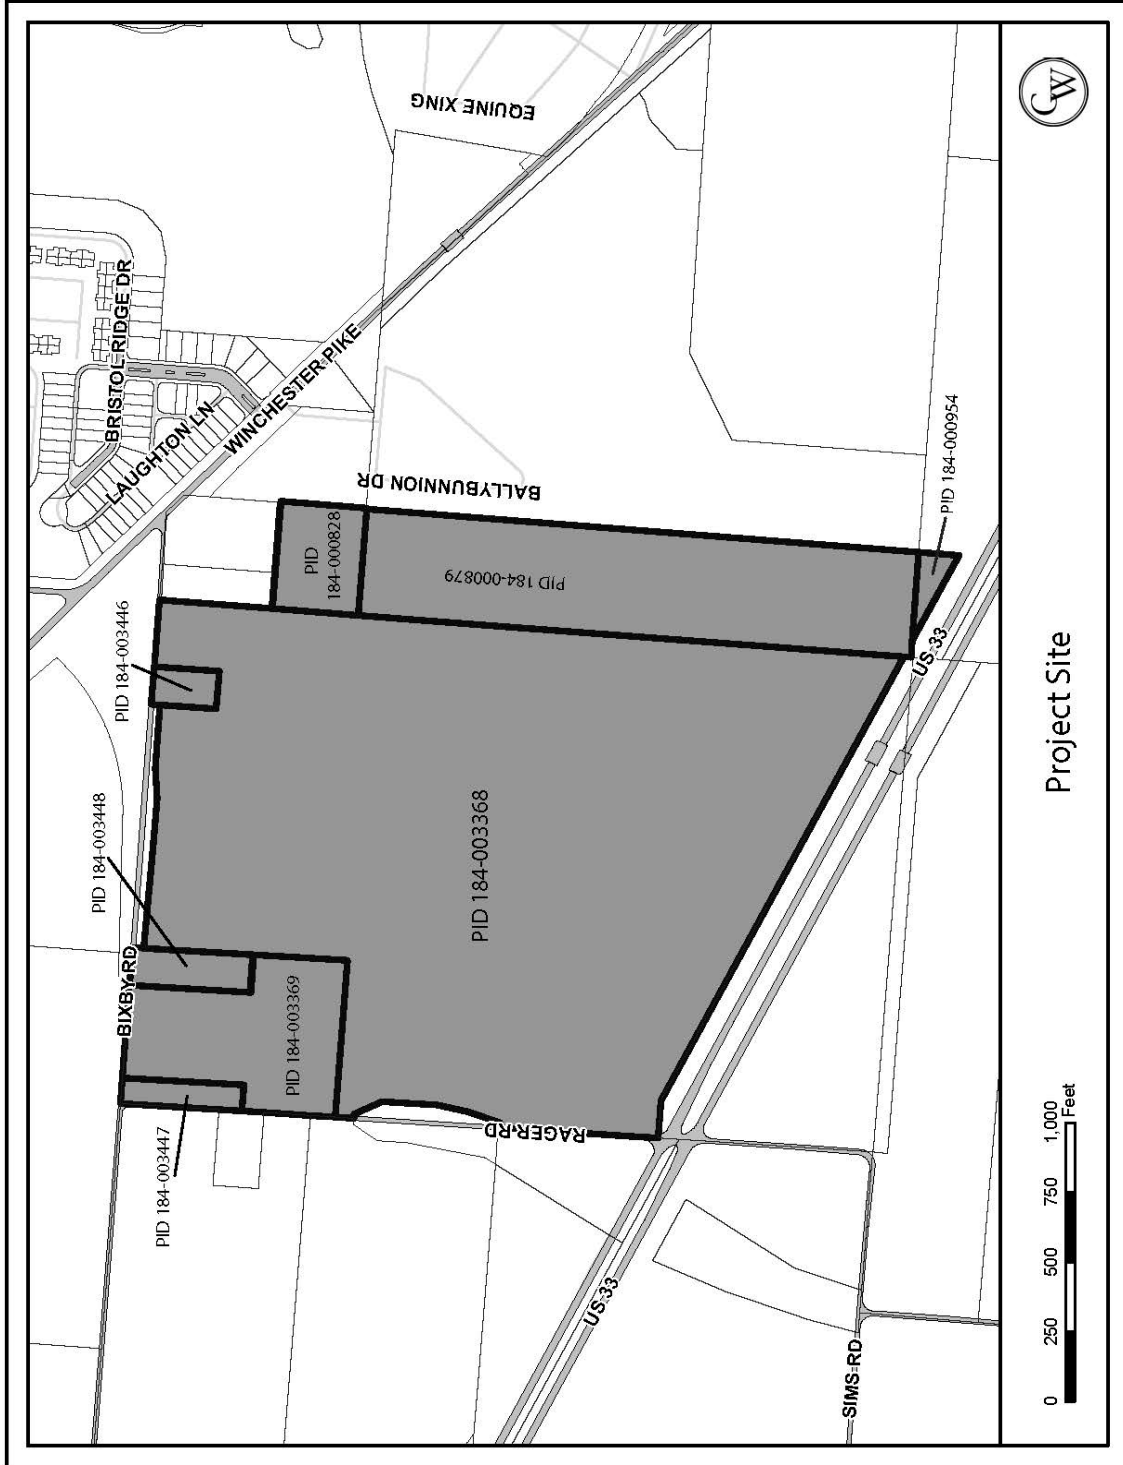 EQUINE XING
BRISTOL RIDGE DR
LAUGHTON LN
WINCHESTER PIKE
BALLYBUNNION DR
PID 184-000954
PID
184-000828
PID 184-000879
PID 184-003446
US 33
PID 184-003448
PID 184-003368
BIXBY RD
PID 184-003369
PID 184-003447
RAGER RD
US 33
SIMS RD
Project Site
0 250 500 750 1,000
Feet
CW